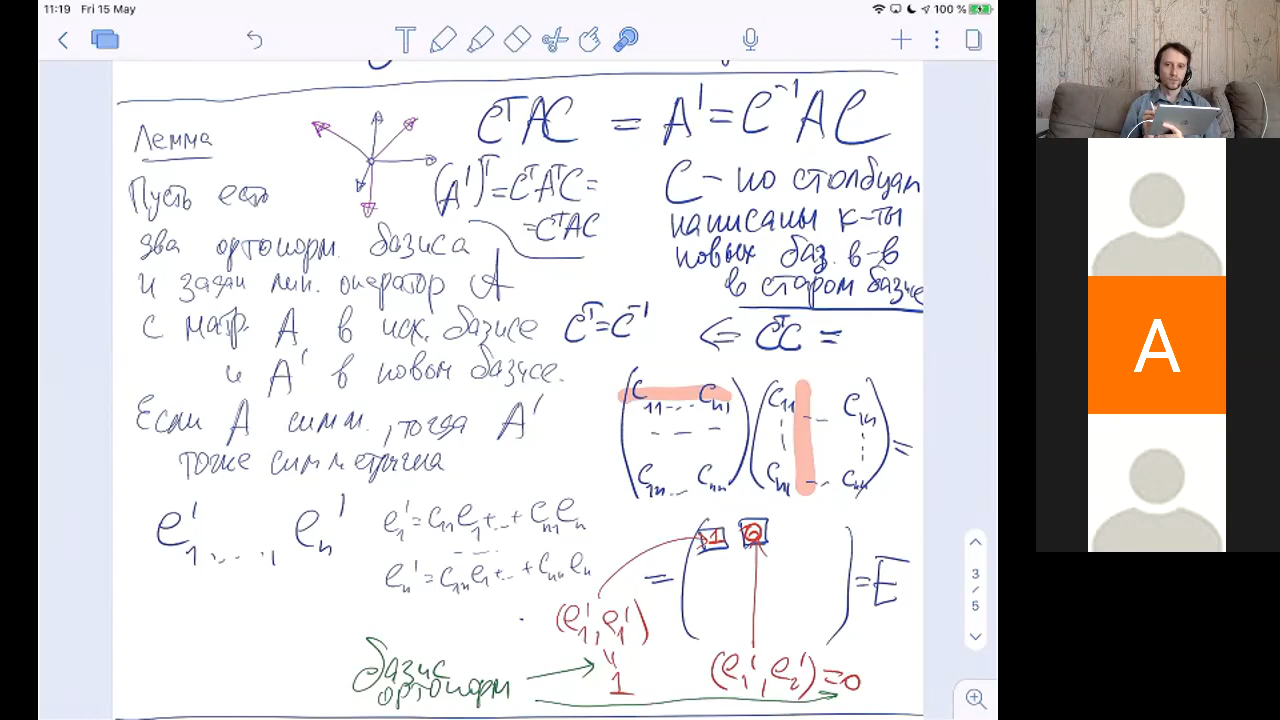 11:19 Fri 15 May
100 %
T
Лемма
Пусть есть
два ортонорм. базиса
и задан лин. оператор A
с матр. A в исх. базисе
и A' в новом базисе.
Если A симм., тогда A'
тоже симметрична
CᵀAC = A' = C⁻¹AC
(A')ᵀ = CᵀAᵀC =
= CᵀAC
C – по столбцам
написаны к-ты
новых баз. в-в
в старом базисе
Cᵀ = C⁻¹ ⇐ CᵀC =
(C₁₁ ... Cₙ₁) (C₁₁ ... C₁ₙ)
(C₁ₙ ... Cₙₙ) (Cₙ₁ ... Cₙₙ) =
= (1 0) = E
e'₁, ..., e'ₙ
e'₁ = C₁₁e₁ + ... + Cₙ₁eₙ
e'ₙ = C₁ₙe₁ + ... + Cₙₙeₙ
(e'₁, e'₁)
1
(e'₁, e'₂) = 0
базис
ортонорм
3
/
5
A